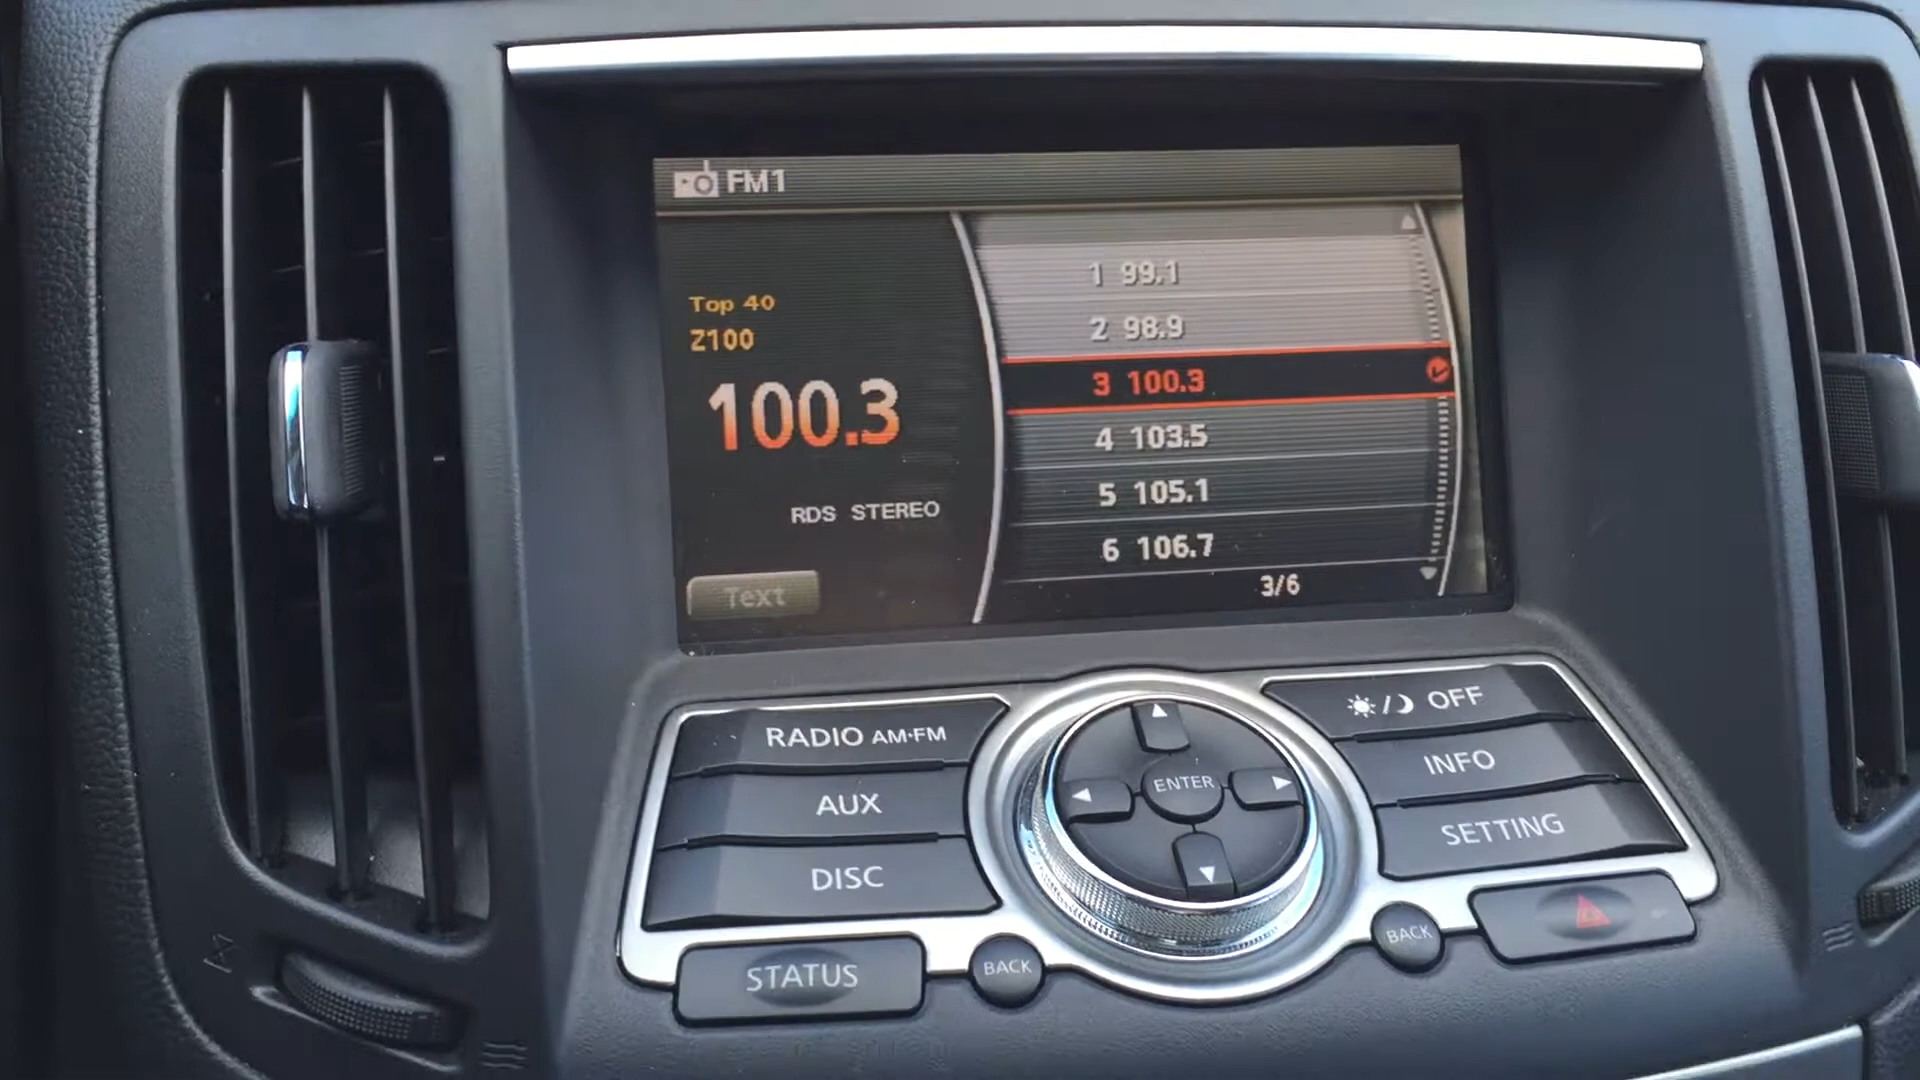 FM1
Top 40
Z100
100.3
RDS STEREO
Text
1 99.1
2 98.9
3 100.3
4 103.5
5 105.1
6 106.7
3/6
RADIO AM·FM
AUX
DISC
STATUS
BACK
ENTER
OFF
INFO
SETTING
BACK